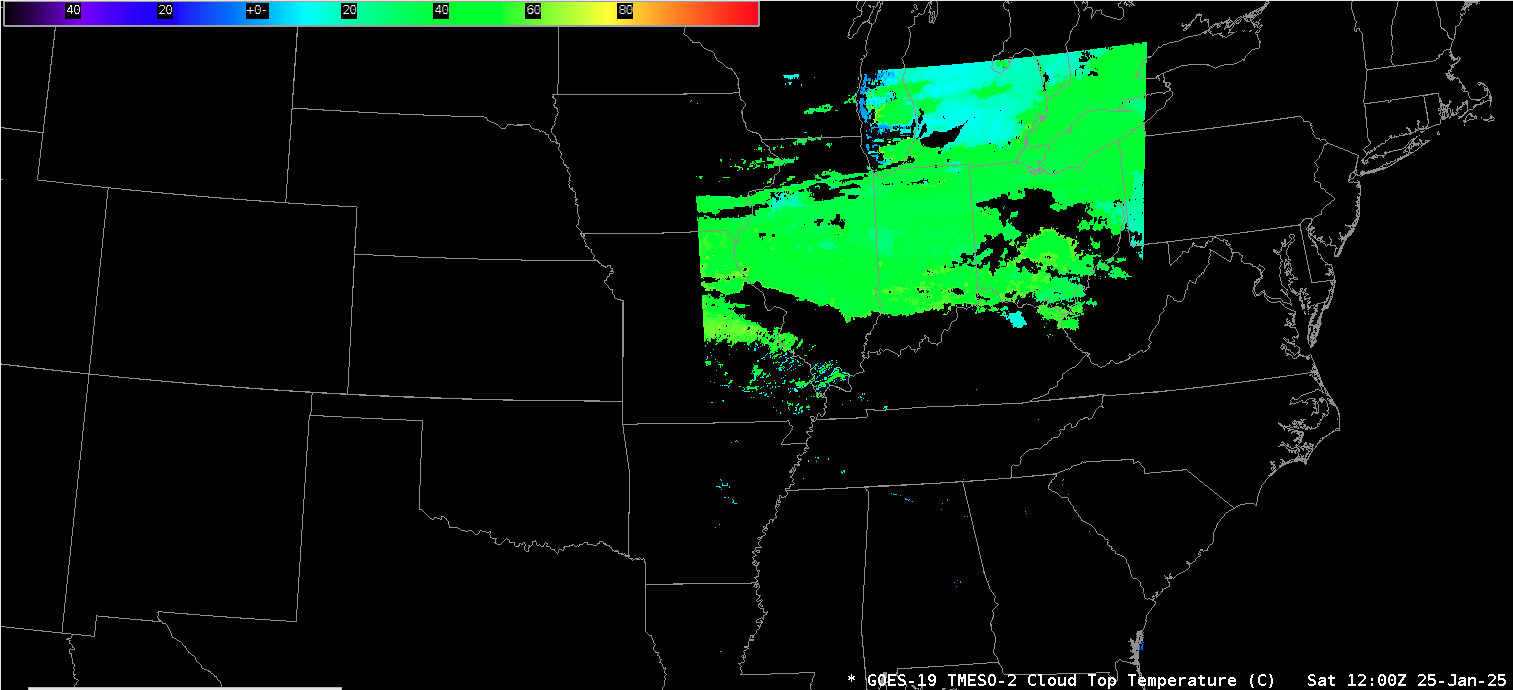 40 20 +0- 20 40 60 80
* GOES-19 TMESO-2 Cloud Top Temperature (C) Sat 12:00Z 25-Jan-25